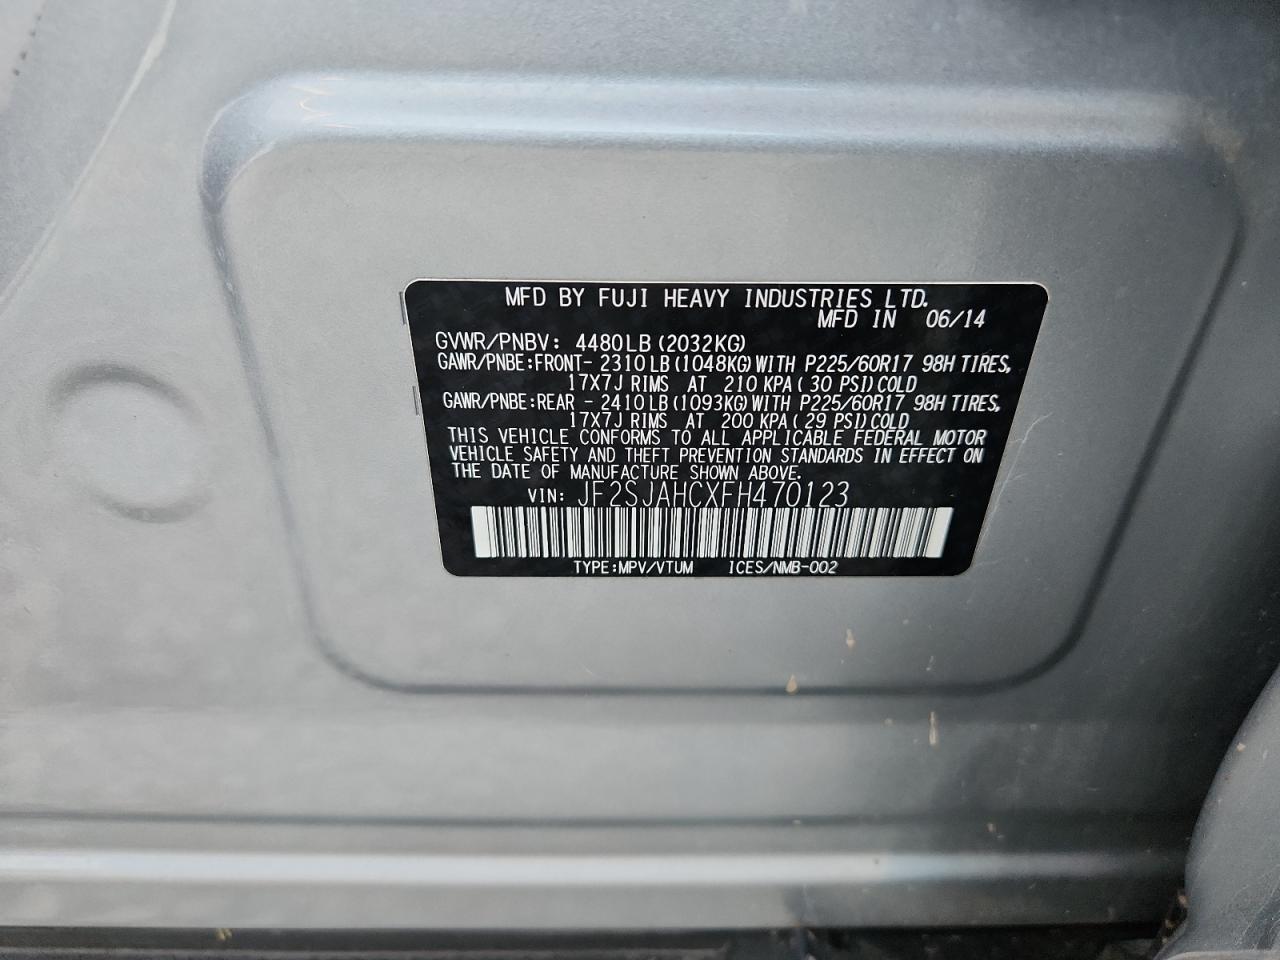 MFD BY FUJI HEAVY INDUSTRIES LTD.
MFD IN 06/14
GVWR/PNBV: 4480LB(2032KG)
GAWR/PNBE:FRONT- 2310LB(1048KG)WITH P225/60R17 98H TIRES,
17X7J RIMS AT 210 KPA( 30 PSI)COLD
GAWR/PNBE:REAR - 2410LB(1093KG)WITH P225/60R17 98H TIRES,
17X7J RIMS AT 200 KPA( 29 PSI)COLD
THIS VEHICLE CONFORMS TO ALL APPLICABLE FEDERAL MOTOR
VEHICLE SAFETY AND THEFT PREVENTION STANDARDS IN EFFECT ON
THE DATE OF MANUFACTURE SHOWN ABOVE.
VIN: JF2SJAHCXFH470123
TYPE:MPV/VTUM ICES/NMB-002